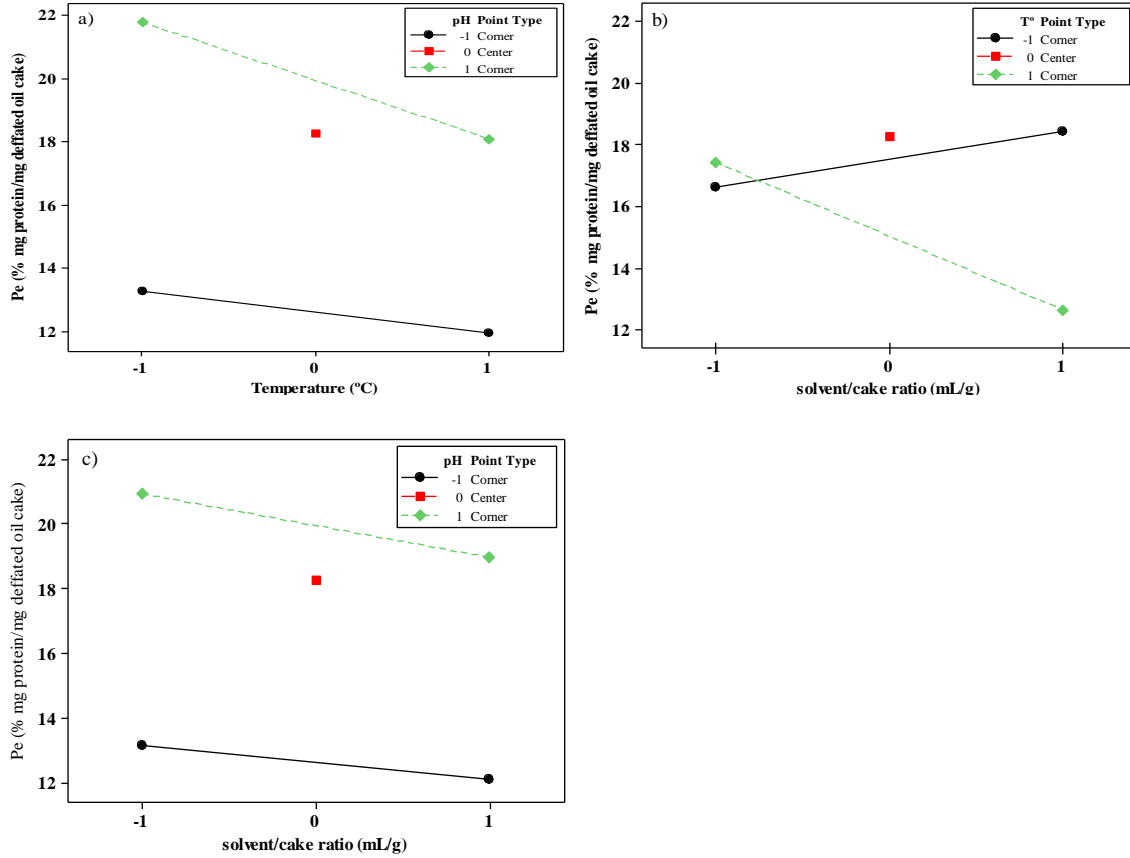 a)
pH Point Type
-1 Corner
0 Center
1 Corner
22
20
18
16
14
12
Pe (% mg protein/mg deffated oil cake)
-1 0 1
Temperature (ºC)
b)
Tº Point Type
-1 Corner
0 Center
1 Corner
22
20
18
16
14
12
Pe (% mg protein/mg deffated oil cake)
-1 0 1
solvent/cake ratio (mL/g)
c)
pH Point Type
-1 Corner
0 Center
1 Corner
22
20
18
16
14
12
Pe (% mg protein/mg deffated oil cake)
-1 0 1
solvent/cake ratio (mL/g)